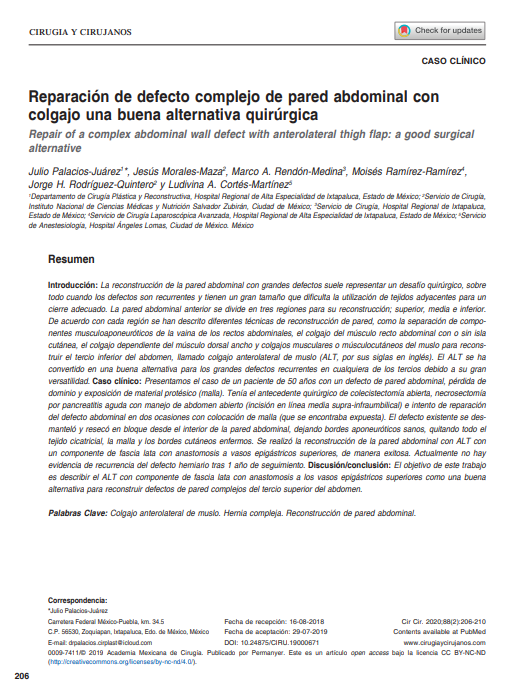 CIRUGIA Y CIRUJANOS
Check for updates
CASO CLÍNICO
Reparación de defecto complejo de pared abdominal con
colgajo una buena alternativa quirúrgica
Repair of a complex abdominal wall defect with anterolateral thigh flap: a good surgical
alternative
Julio Palacios-Juárez¹*, Jesús Morales-Maza², Marco A. Rendón-Medina³, Moisés Ramírez-Ramírez⁴,
Jorge H. Rodríguez-Quintero² y Ludivina A. Cortés-Martínez⁵
¹Departamento de Cirugía Plástica y Reconstructiva, Hospital Regional de Alta Especialidad de Ixtapaluca, Estado de México; ²Servicio de Cirugía,
Instituto Nacional de Ciencias Médicas y Nutrición Salvador Zubirán, Ciudad de México; ³Servicio de Cirugía, Hospital Regional de Ixtapaluca,
Estado de México; ⁴Servicio de Cirugía Laparoscópica Avanzada, Hospital Regional de Alta Especialidad de Ixtapaluca, Estado de México; ⁵Servicio
de Anestesiología, Hospital Ángeles Lomas, Ciudad de México. México
Resumen
Introducción: La reconstrucción de la pared abdominal con grandes defectos suele representar un desafío quirúrgico, sobre
todo cuando los defectos son recurrentes y tienen un gran tamaño que dificulta la utilización de tejidos adyacentes para un
cierre adecuado. La pared abdominal anterior se divide en tres regiones para su reconstrucción; superior, media e inferior.
De acuerdo con cada región se han descrito diferentes técnicas de reconstrucción de pared, como la separación de compo-
nentes musculoaponeuróticos de la vaina de los rectos abdominales, el colgajo del músculo recto abdominal con o sin isla
cutánea, el colgajo dependiente del músculo dorsal ancho y colgajos musculares o músculocutáneos del muslo para recons-
truir el tercio inferior del abdomen, llamado colgajo anterolateral de muslo (ALT, por sus siglas en inglés). El ALT se ha
convertido en una buena alternativa para los grandes defectos recurrentes en cualquiera de los tercios debido a su gran
versatilidad. Caso clínico: Presentamos el caso de un paciente de 50 años con un defecto de pared abdominal, pérdida de
dominio y exposición de material protésico (malla). Tenía el antecedente quirúrgico de colecistectomía abierta, necrosectomía
por pancreatitis aguda con manejo de abdomen abierto (incisión en línea media supra-infraumbilical) e intento de reparación
del defecto abdominal en dos ocasiones con colocación de malla (que se encontraba expuesta). El defecto existente se des-
manteló y resecó en bloque desde el interior de la pared abdominal, dejando bordes aponeuróticos sanos, quitando todo el
tejido cicatricial, la malla y los bordes cutáneos enfermos. Se realizó la reconstrucción de la pared abdominal con ALT con
un componente de fascia lata con anastomosis a vasos epigástricos superiores, de manera exitosa. Actualmente no hay
evidencia de recurrencia del defecto herniario tras 1 año de seguimiento. Discusión/conclusión: El objetivo de este trabajo
es describir el ALT con componente de fascia lata con anastomosis a los vasos epigástricos superiores como una buena
alternativa para reconstruir defectos de pared complejos del tercio superior del abdomen.
Palabras Clave: Colgajo anterolateral de muslo. Hernia compleja. Reconstrucción de pared abdominal.
Correspondencia:
*Julio Palacios-Juárez
Carretera Federal México-Puebla, km. 34.5
C.P. 56530, Zoquiapan, Ixtapaluca, Edo. de México, México
E-mail: drpalacios.cirplast@icloud.com
Fecha de recepción: 16-08-2018
Fecha de aceptación: 29-07-2019
DOI: 10.24875/CIRU.19000671
Cir Cir. 2020;88(2):206-210
Contents available at PubMed
www.cirugiaycirujanos.com
0009-7411/© 2019 Academia Mexicana de Cirugía. Publicado por Permanyer. Este es un artículo open access bajo la licencia CC BY-NC-ND
(http://creativecommons.org/licenses/by-nc-nd/4.0/).
206